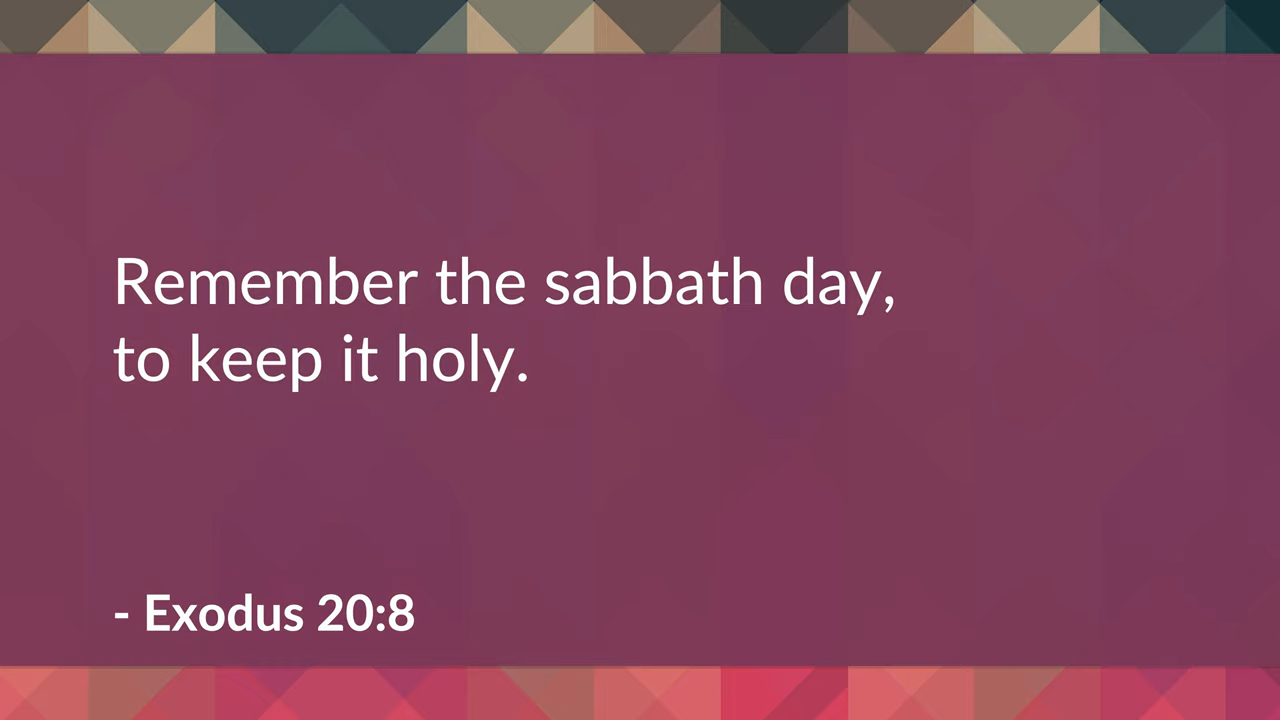 Remember the sabbath day,
to keep it holy.
- Exodus 20:8